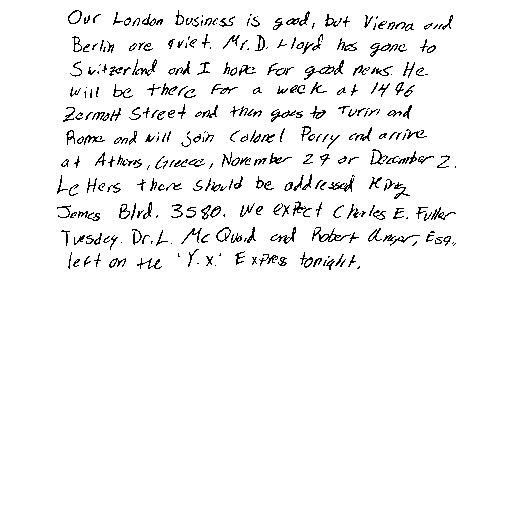 Our London business is good, but Vienna and
Berlin are quiet. Mr. D. Lloyd has gone to
Switzerland and I hope for good news. He
will be there for a week at 1496
Zermott Street and then goes to Turin and
Rome and will join Colonel Parry and arrive
at Athens, Greece, November 29 or December 2.
Letters there should be addressed King
James Blvd. 3580. We expect Charles E. Fuller
Tuesday. Dr. L. McQuaid and Robert Unger, Esq.,
left on the 'Y.X.' Express tonight.